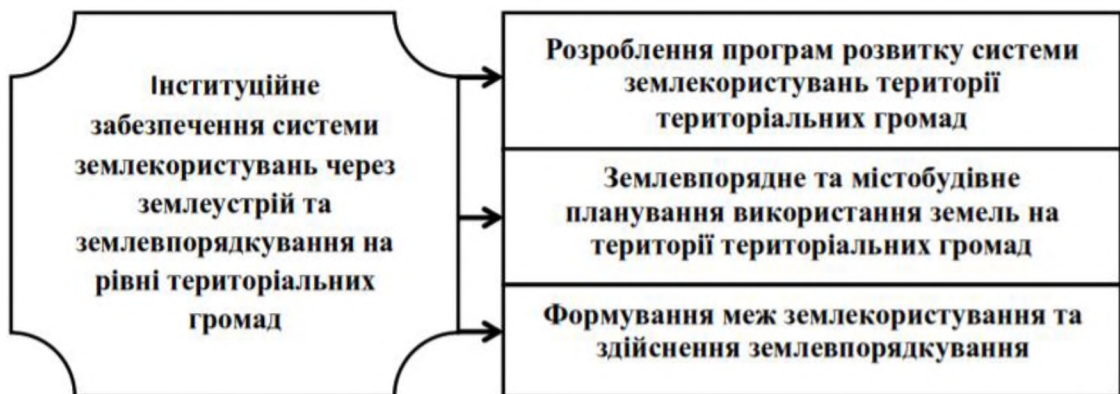 Інституційне
забезпечення системи
землекористувань через
землеустрій та
землевпорядкування на
рівні територіальних
громад
Розроблення програм розвитку системи
землекористувань території
територіальних громад
Землевпорядне та містобудівне
планування використання земель на
території територіальних громад
Формування меж землекористування та
здійснення землевпорядкування